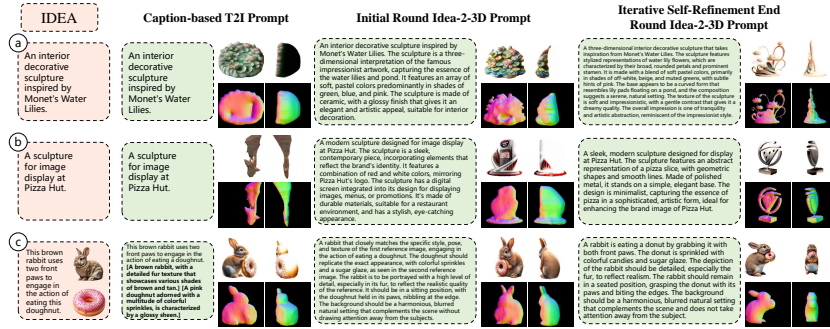 IDEA
Caption-based T2I Prompt
Initial Round Idea-2-3D Prompt
Iterative Self-Refinement End
Round Idea-2-3D Prompt
a
An interior
decorative
sculpture
inspired by
Monet's Water
Lilies.
An interior
decorative
sculpture
inspired by
Monet's Water
Lilies.
An interior decorative sculpture inspired by
Monet's Water Lilies. The sculpture is a three-
dimensional interpretation of the famous
impressionist artwork, capturing the essence of
the water lilies and pond. It features an array of
soft, pastel colors predominantly in shades of
green, blue, and pink. The sculpture is made of
ceramic, with a glossy finish that gives it an
elegant and artistic appeal, suitable for interior
decoration.
A three-dimensional interior decorative sculpture that takes
inspiration from Monet's Water Lilies. The sculpture features
stylized representations of water lily flowers, which are
characterized by their broad, rounded petals and prominent
stamen. It is made with a blend of soft pastel colors, primarily
in shades of off-white, beige, and muted greens, with subtle
hints of pink. The base appears to be a curved form that
resembles lily pads floating on a pond, and the composition
suggests a serene, natural setting. The texture of the sculpture
is soft and impressionistic, with a gentle contrast that gives it a
dreamy quality. The overall impression is one of tranquility
and artistic abstraction, reminiscent of the impressionist style.
b
A sculpture
for image
display at
Pizza Hut.
A sculpture
for image
display at
Pizza Hut.
A modern sculpture designed for image display
at Pizza Hut. The sculpture is a sleek,
contemporary piece, incorporating elements that
reflect the brand's identity. It features a
combination of red and white colors, mirroring
Pizza Hut's logo. The sculpture has a digital
screen integrated into its design for displaying
images, menus, or promotions. It's made of
durable materials, suitable for a restaurant
environment, and has a stylish, eye-catching
appearance.
A sleek, modern sculpture designed for display at
Pizza Hut. The sculpture features an abstract
representation of a pizza slice, with geometric
shapes and smooth lines. Made of polished
metal, it stands on a simple, elegant base. The
design is minimalist, capturing the essence of
pizza in a sophisticated, artistic form, ideal for
enhancing the brand image of Pizza Hut.
c
This brown
rabbit uses
two front
paws to
engage in
the action of
eating this
doughnut.
This brown rabbit uses two
front paws to engage in the
action of eating a doughnut.
[A brown rabbit, with a
detailed fur texture that
showcases various shades
of brown and tan.] [A pink
doughnut adorned with a
mulitude of colorful
sprinkles, is characterized
by a glossy sheen.]
A rabbit that closely matches the specific style, pose,
and texture of the first reference image, engaging in
the action of eating a doughnut. The doughnut should
replicate the exact appearance, with colorful sprinkles
and a sugar glaze, as seen in the second reference
image. The rabbit is to be portrayed with a high level of
detail, especially in its fur, to reflect the realistic quality
of the reference. It should be in a sitting position, with
the doughnut held in its paws, nibbling at the edge.
The background should be a harmonious, blurred
natural setting that complements the scene without
drawing attention away from the subjects.
A rabbit is eating a donut by grabbing it with
both front paws. The donut is sprinkled with
colorful candies and sugar glaze. The depiction
of the rabbit should be detailed, especially the
fur, to reflect realism. The rabbit should remain
in a seated position, grasping the donut with its
paws and biting the edges. The background
should be a harmonious, blurred natural setting
that complements the scene and does not take
attention away from the subject.